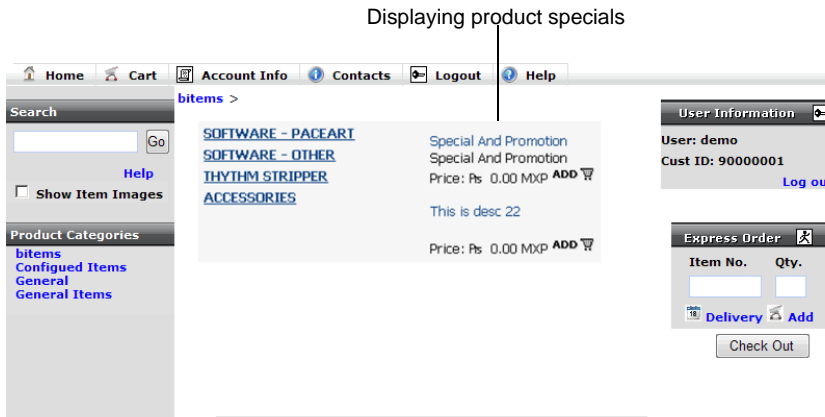 Displaying product specials
Home Cart Account Info Contacts Logout Help
bitems >
Search
Go
Help
Show Item Images
Product Categories
bitems
Configued Items
General
General Items
SOFTWARE - PACEART
SOFTWARE - OTHER
THYTHM STRIPPER
ACCESSORIES
Special And Promotion
Special And Promotion
Price: ₨ 0.00 MXP ADD
This is desc 22
Price: ₨ 0.00 MXP ADD
User Information
User: demo
Cust ID: 90000001
Log ou
Express Order
Item No. Qty.
18 Delivery Add
Check Out